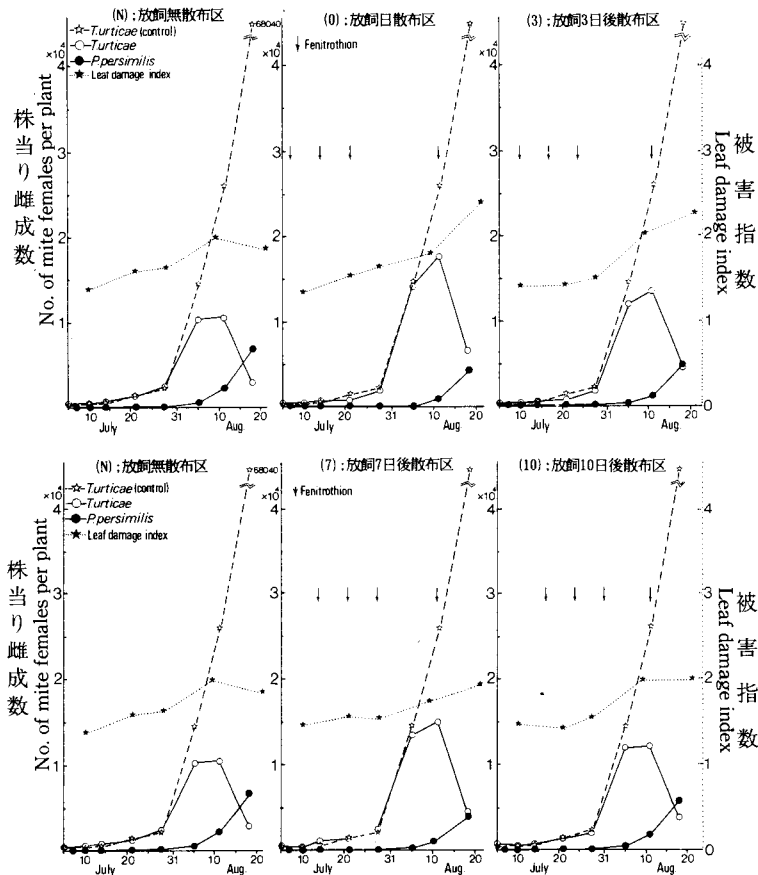 (N) : 放飼無散布区
(0) : 放飼日散布区
(3) : 放飼3日後散布区
68040
T.urticae (control)
T.urticae
P.persimilis
Leaf damage index
Fenitrothion
×10⁴
×10⁴
×10⁴
4
3
2
1
4
3
2
1
4
3
2
1
4
3
2
1
0
株当り雌成数
No. of mite females per plant
被害指数
Leaf damage index
10 20 31 10 20
July Aug.
10 20 31 10 20
July Aug.
10 20 31 10 20
July Aug.
(N) : 放飼無散布区
(7) : 放飼7日後散布区
(10) : 放飼10日後散布区
68040
T.urticae (control)
T.urticae
P.persimilis
Leaf damage index
Fenitrothion
×10⁴
×10⁴
×10⁴
4
3
2
1
4
3
2
1
4
3
2
1
4
3
2
1
0
株当り雌成数
No. of mite females per plant
被害指数
Leaf damage index
10 20 31 10 20
July Aug.
10 20 31 10 20
July Aug.
10 20 31 10 20
July Aug.